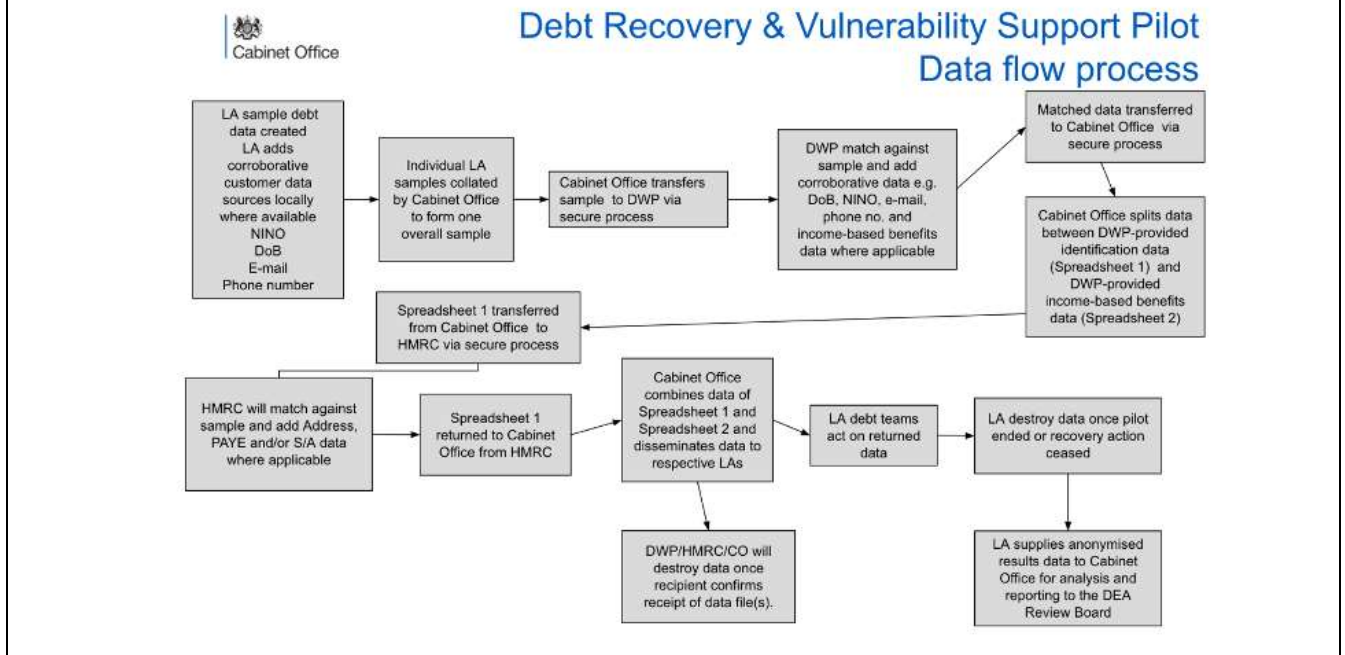 Cabinet Office
Debt Recovery & Vulnerability Support Pilot
Data flow process
LA sample debt
data created
LA adds
corroborative
customer data
sources locally
where available
NINO
DoB
E-mail
Phone number
Individual LA
samples collated
by Cabinet Office
to form one
overall sample
Cabinet Office transfers
sample to DWP via
secure process
DWP match against
sample and add
corroborative data e.g.
DoB, NINO, e-mail,
phone no. and
income-based benefits
data where applicable
Matched data transferred
to Cabinet Office via
secure process
Cabinet Office splits data
between DWP-provided
identification data
(Spreadsheet 1) and
DWP-provided
income-based benefits
data (Spreadsheet 2)
Spreadsheet 1 transferred
from Cabinet Office to
HMRC via secure process
HMRC will match against
sample and add Address,
PAYE and/or S/A data
where applicable
Spreadsheet 1
returned to Cabinet
Office from HMRC
Cabinet Office
combines data of
Spreadsheet 1 and
Spreadsheet 2 and
disseminates data to
respective LAs
LA debt teams
act on returned
data
LA destroy data once pilot
ended or recovery action
ceased
DWP/HMRC/CO will
destroy data once
recipient confirms
receipt of data file(s).
LA supplies anonymised
results data to Cabinet
Office for analysis and
reporting to the DEA
Review Board